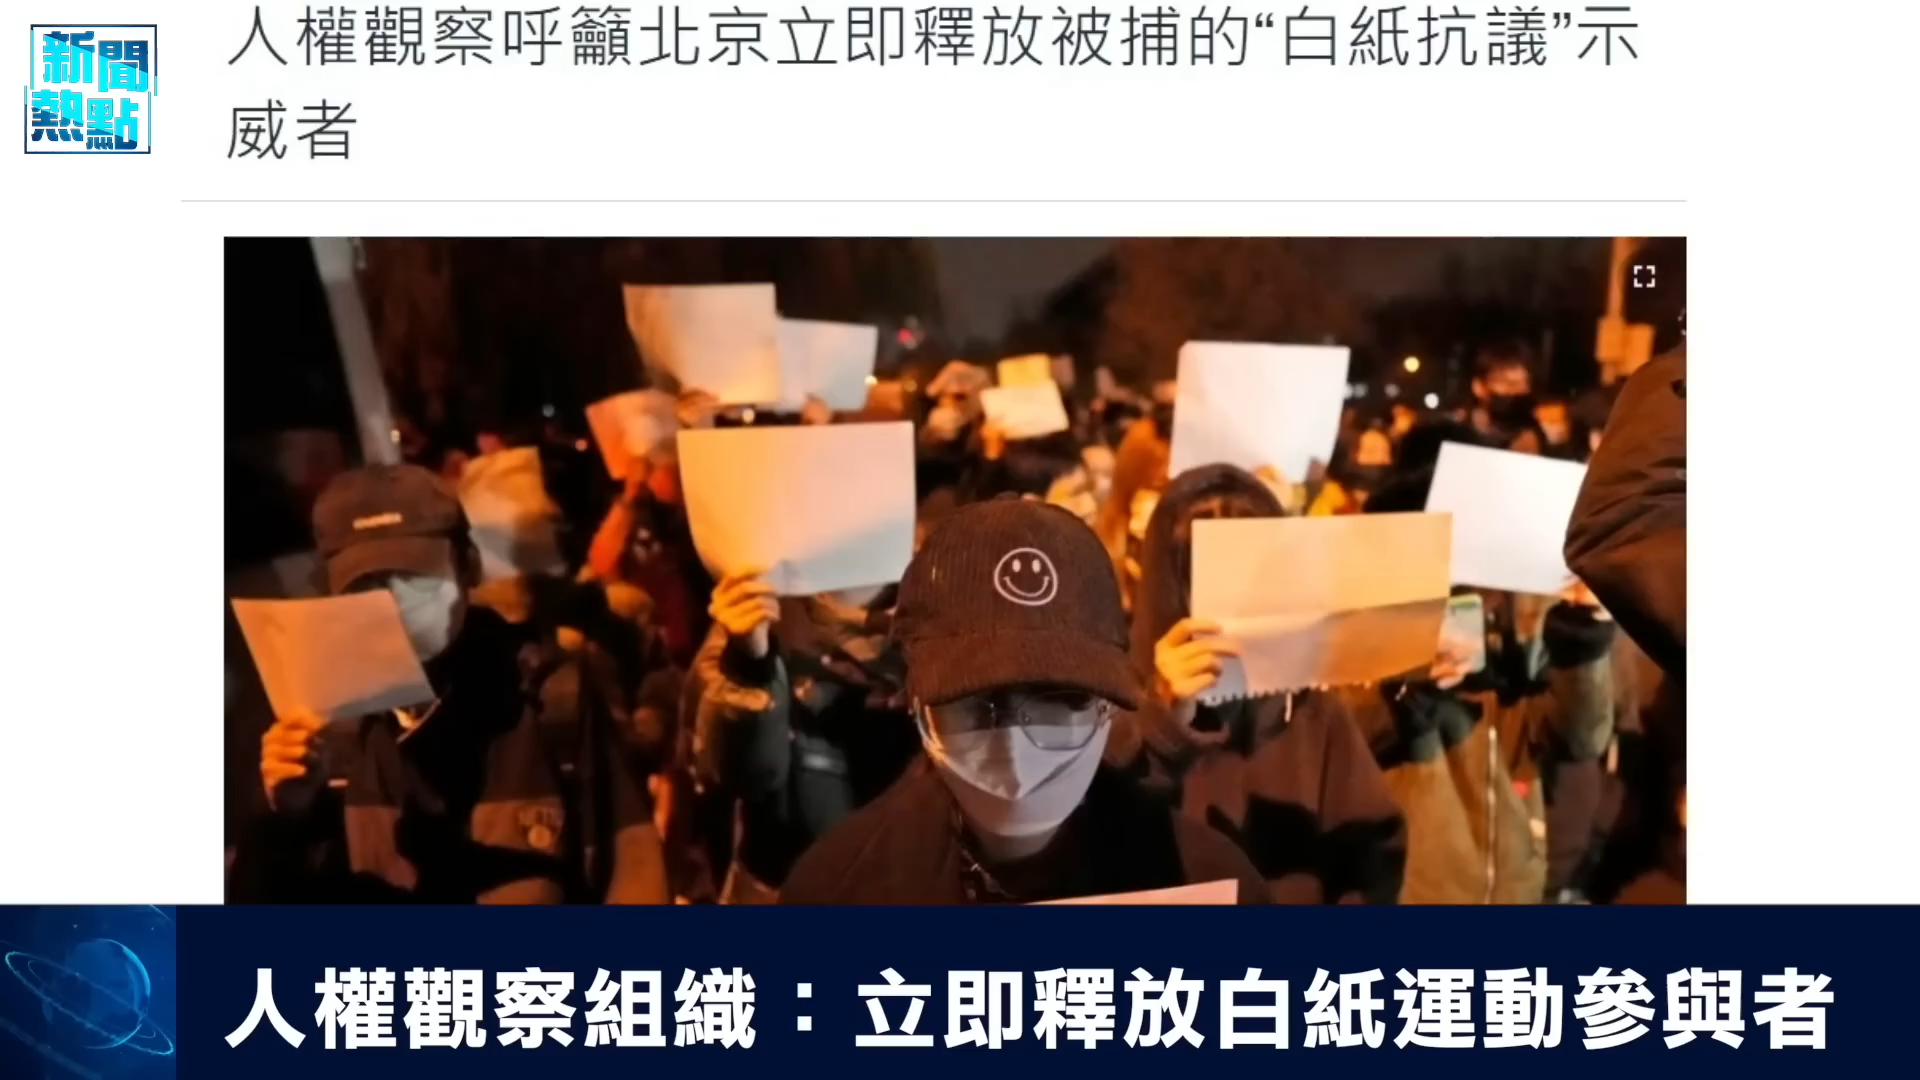 人權觀察呼籲北京立即釋放被捕的“白紙抗議”示
威者
新聞
熱點
人權觀察組織：立即釋放白紙運動參與者